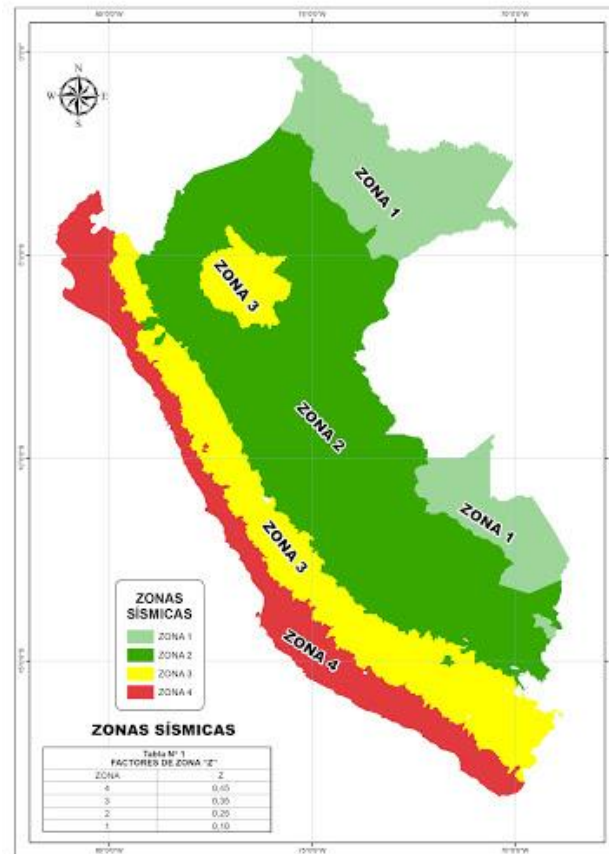 N
W E
S
ZONA 1
ZONA 3
ZONA 2
ZONA 1
ZONA 3
ZONA 4
ZONAS
SÍSMICAS
ZONA 1
ZONA 2
ZONA 3
ZONA 4
ZONAS SÍSMICAS
Tabla N° 1
FACTORES DE ZONA "Z"
ZONA Z
4 0,45
3 0,35
2 0,25
1 0,10